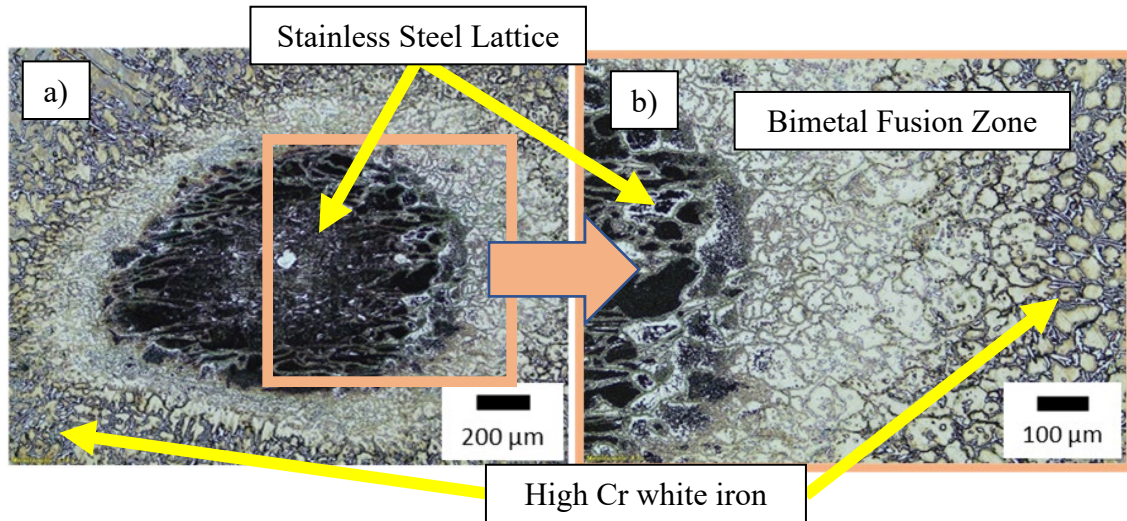 Stainless Steel Lattice
a)
b)
Bimetal Fusion Zone
200 µm
100 µm
High Cr white iron